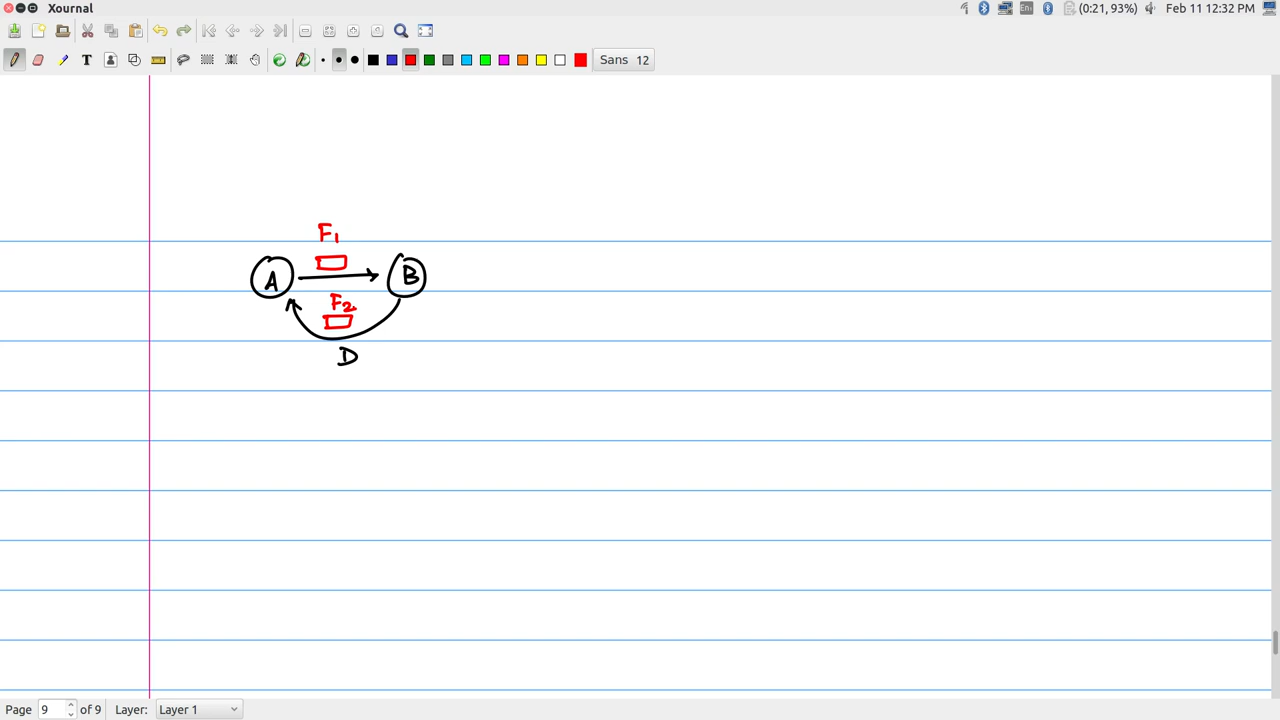 Xournal
En
(0:21, 93%)
Feb 11 12:32 PM
T
Sans 12
F1
A
B
F2
D
Page 9 of 9 Layer: Layer 1